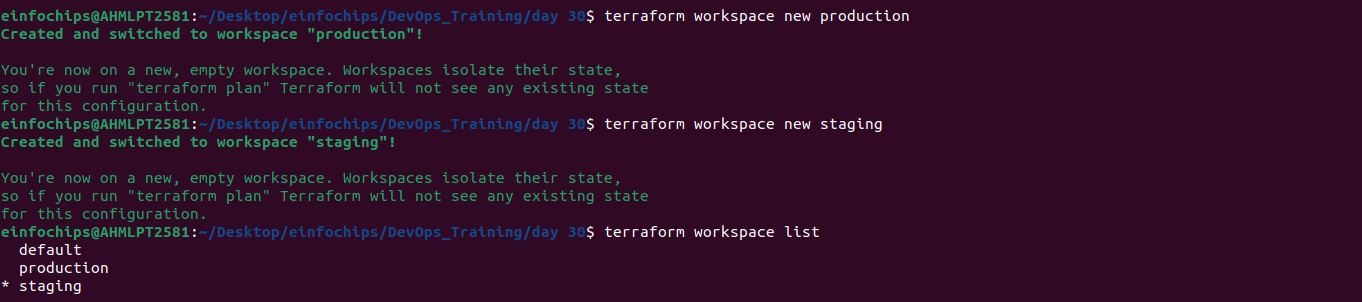 einfochips@AHMLPT2581:~/Desktop/einfochips/DevOps_Training/day 30$ terraform workspace new production
Created and switched to workspace "production"!
You're now on a new, empty workspace. Workspaces isolate their state,
so if you run "terraform plan" Terraform will not see any existing state
for this configuration.
einfochips@AHMLPT2581:~/Desktop/einfochips/DevOps_Training/day 30$ terraform workspace new staging
Created and switched to workspace "staging"!
You're now on a new, empty workspace. Workspaces isolate their state,
so if you run "terraform plan" Terraform will not see any existing state
for this configuration.
einfochips@AHMLPT2581:~/Desktop/einfochips/DevOps_Training/day 30$ terraform workspace list
  default
  production
* staging